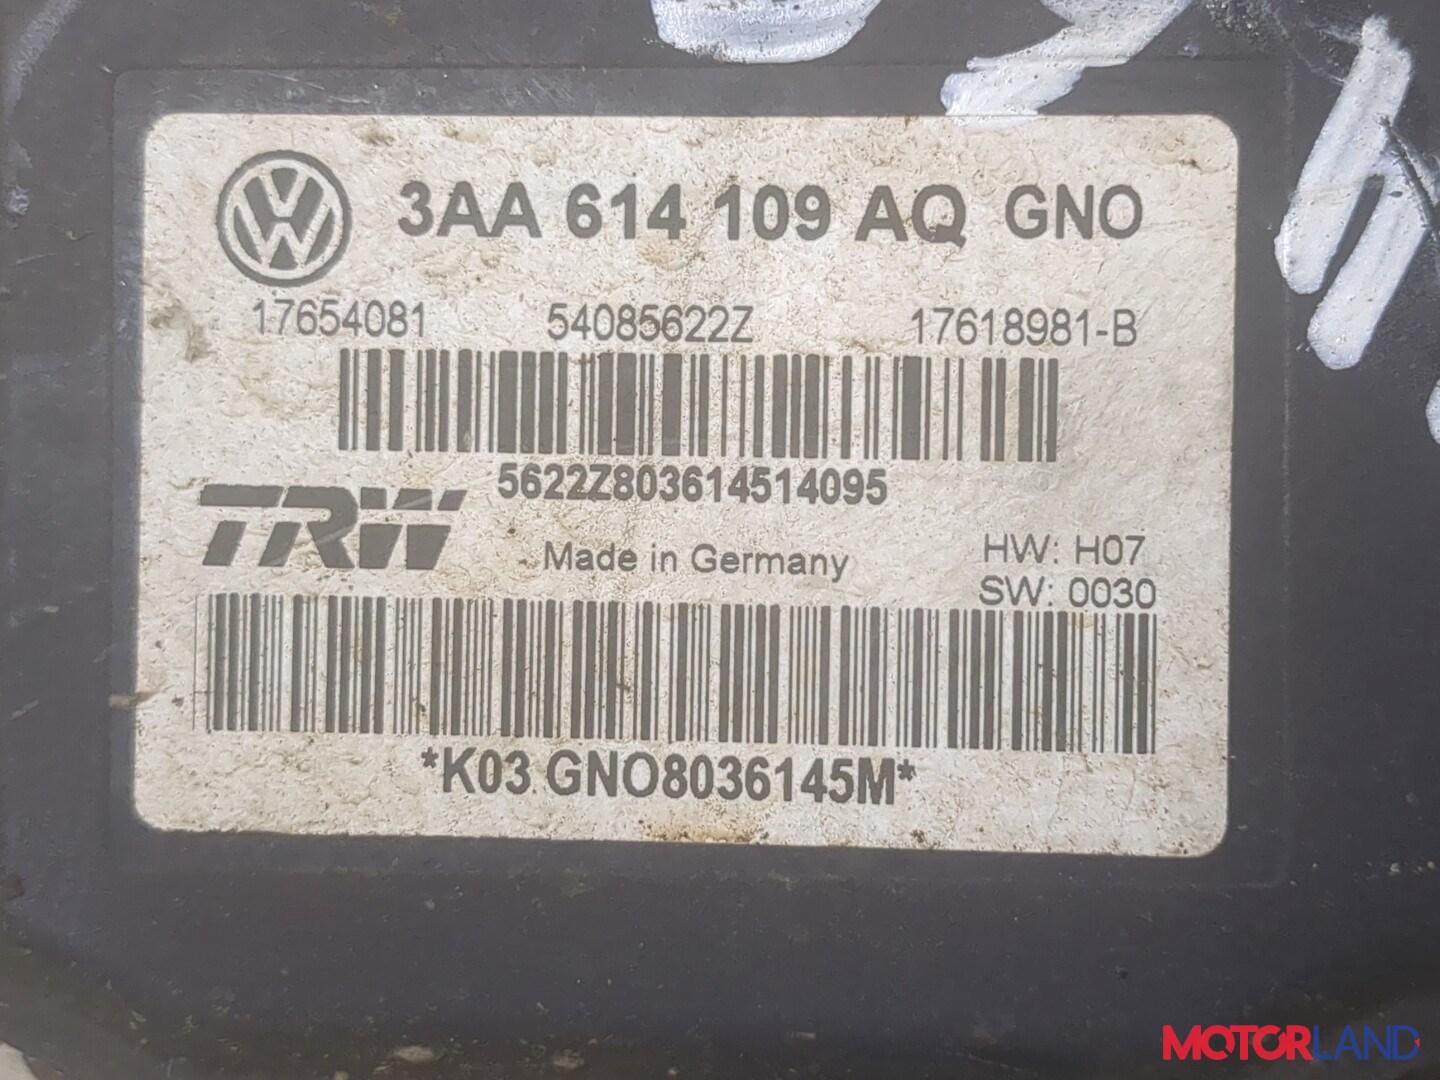 3AA 614 109 AQ GNO
17654081 54085622Z 17618981-B
5622Z803614514095
TRW
Made in Germany
HW: H07
SW: 0030
*K03 GNO8036145M*
MOTORLAND